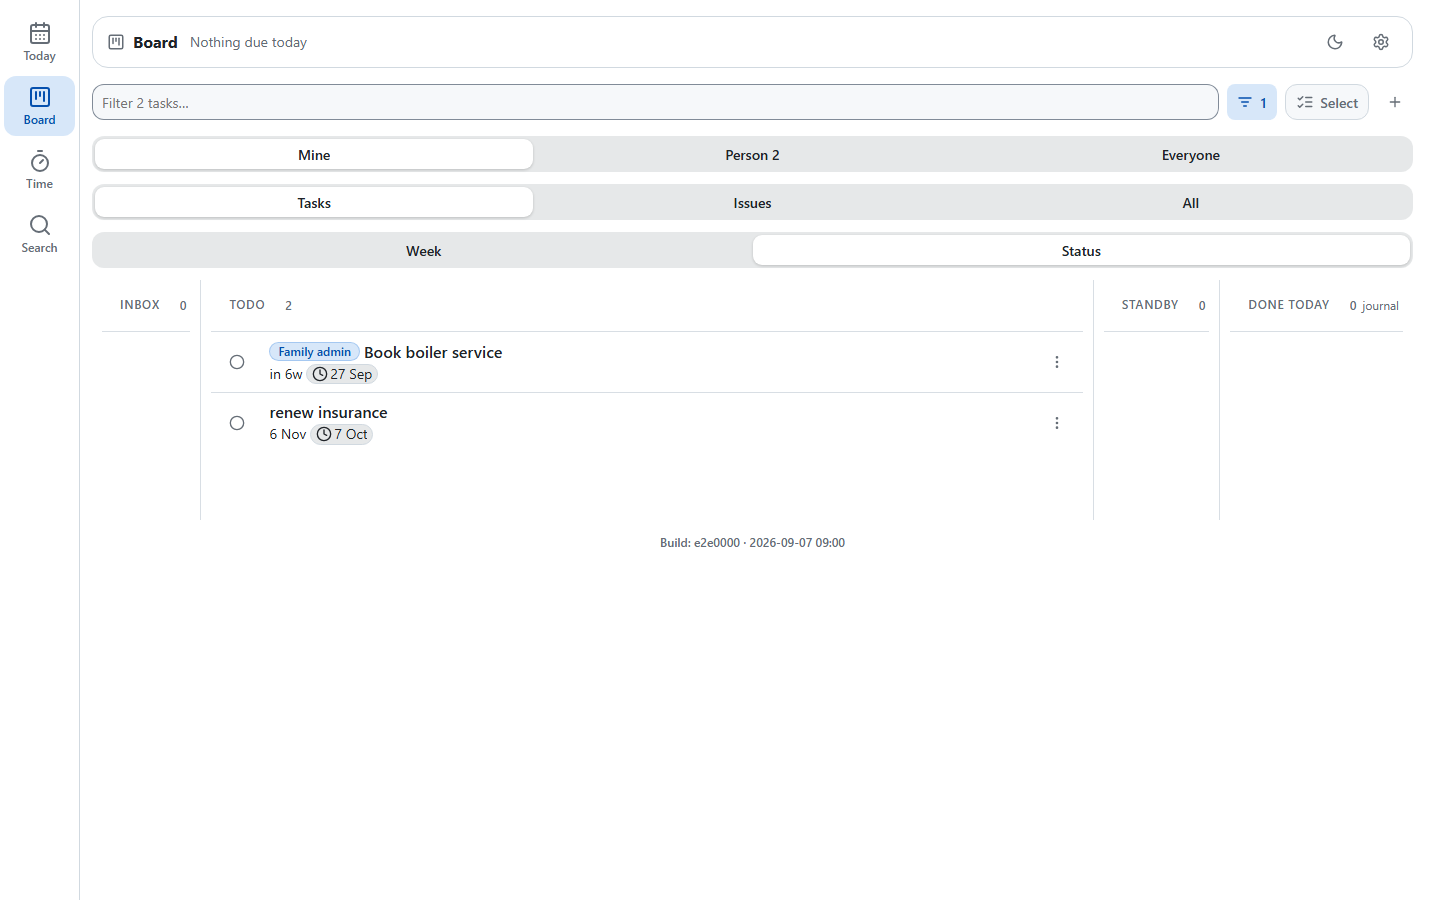 Today
Board
Time
Search
Board Nothing due today
Filter 2 tasks...
1
Select
Mine Person 2 Everyone
Tasks Issues All
Week Status
INBOX 0
TODO 2
Family admin Book boiler service
in 6w 27 Sep
renew insurance
6 Nov 7 Oct
STANDBY 0
DONE TODAY 0 journal
Build: e2e0000 · 2026-09-07 09:00